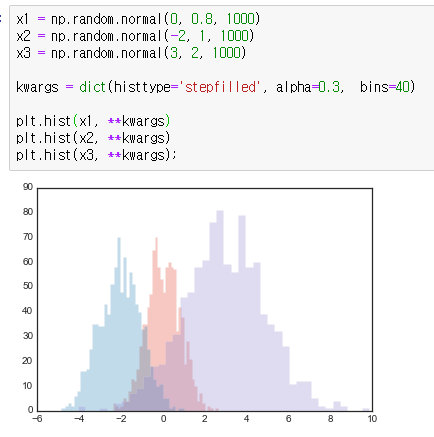 x1 = np.random.normal(0, 0.8, 1000)
x2 = np.random.normal(-2, 1, 1000)
x3 = np.random.normal(3, 2, 1000)
kwargs = dict(histtype='stepfilled', alpha=0.3, bins=40)
plt.hist(x1, **kwargs)
plt.hist(x2, **kwargs)
plt.hist(x3, **kwargs);
90
80
70
60
50
40
30
20
10
0
−6 −4 −2 0 2 4 6 8 10